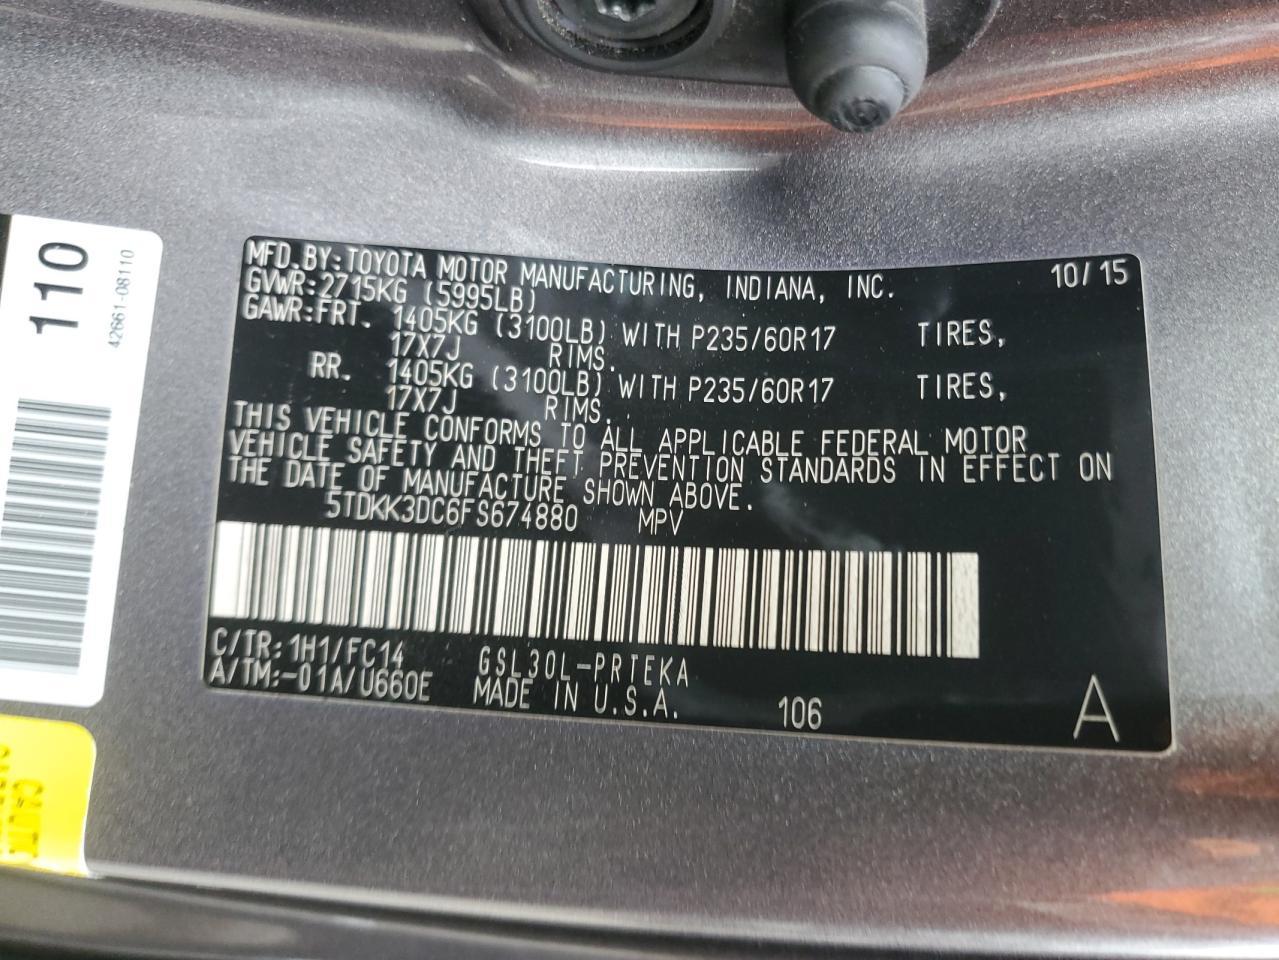 110
42661-08110
MFD. BY: TOYOTA MOTOR MANUFACTURING, INDIANA, INC. 10/15
GVWR: 2715KG (5995LB)
GAWR: FRT. 1405KG (3100LB) WITH P235/60R17 TIRES,
17X7J RIMS.
RR. 1405KG (3100LB) WITH P235/60R17 TIRES,
17X7J RIMS.
THIS VEHICLE CONFORMS TO ALL APPLICABLE FEDERAL MOTOR
VEHICLE SAFETY AND THEFT PREVENTION STANDARDS IN EFFECT ON
THE DATE OF MANUFACTURE SHOWN ABOVE.
5TDKK3DC6FS674880 MPV
C/TR: 1H1/FC14 GSL30L-PRTEKA
A/TM:-01A/U660E MADE IN U.S.A. 106 A